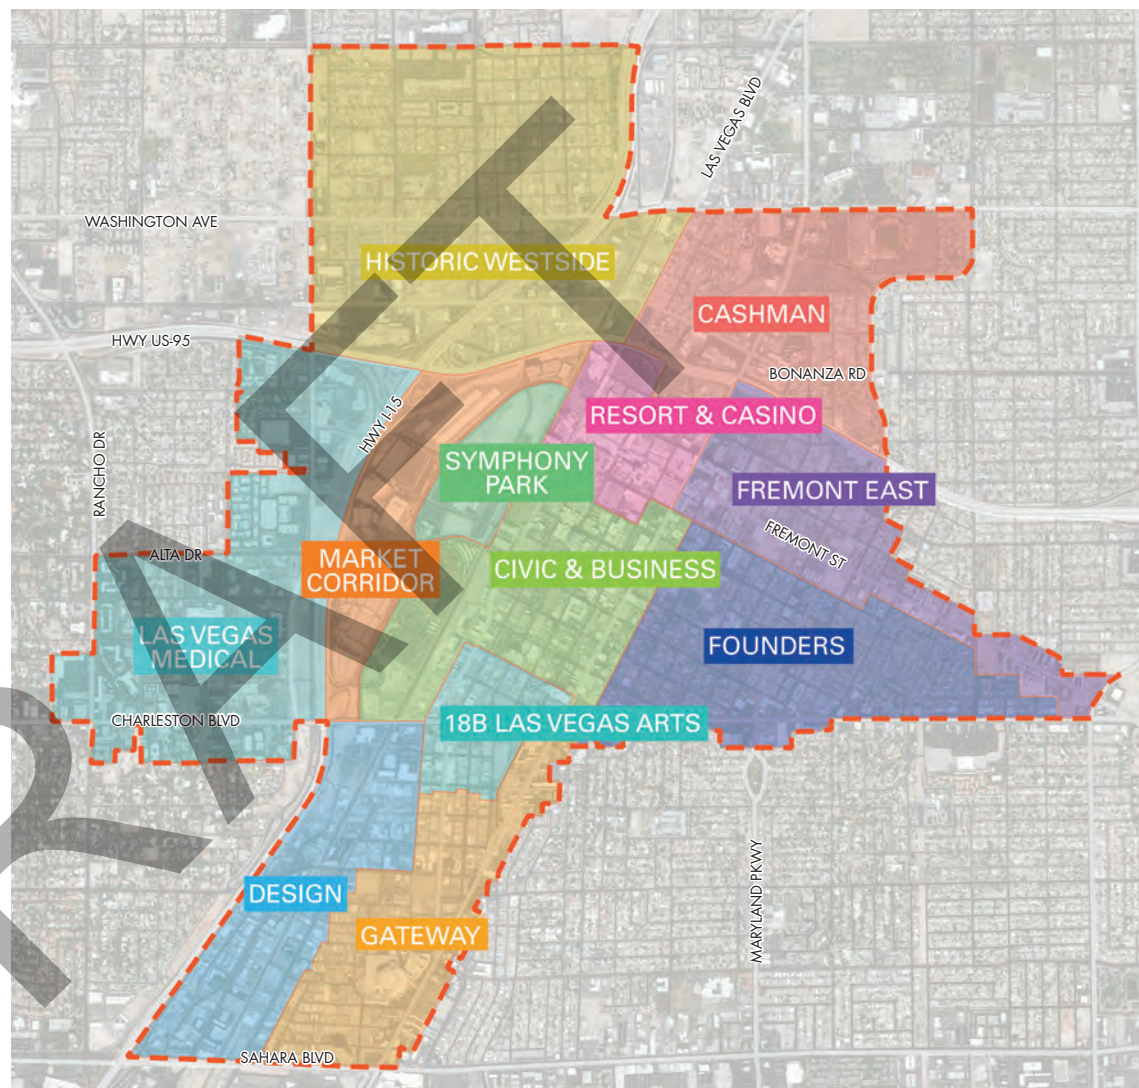 LAS VEGAS BLVD
WASHINGTON AVE
HISTORIC WESTSIDE
CASHMAN
HWY US-95
BONANZA RD
HWY I-15
RESORT & CASINO
RANCHO DR
SYMPHONY
PARK
FREMONT EAST
FREMONT ST
ALTA DR
MARKET
CORRIDOR
CIVIC & BUSINESS
LAS VEGAS
MEDICAL
FOUNDERS
CHARLESTON BLVD
18B LAS VEGAS ARTS
DESIGN
GATEWAY
MARYLAND PKWY
SAHARA BLVD
RAFT